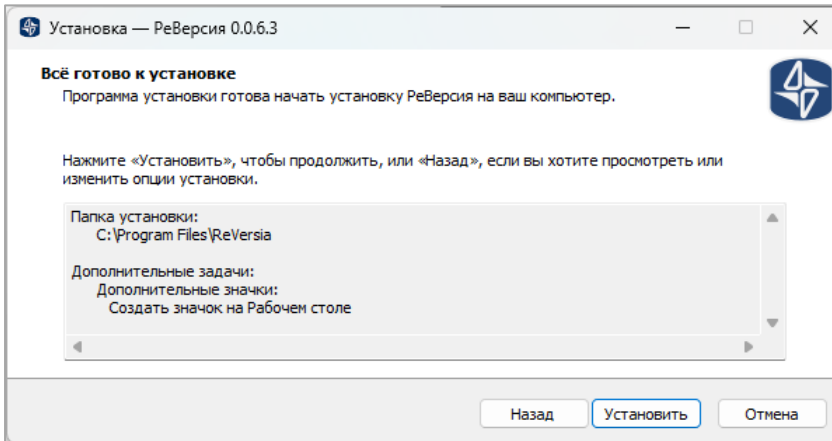 Установка — РеВерсия 0.0.6.3
Всё готово к установке
Программа установки готова начать установку РеВерсия на ваш компьютер.
Нажмите «Установить», чтобы продолжить, или «Назад», если вы хотите просмотреть или
изменить опции установки.
Папка установки:
C:\Program Files\ReVersia
Дополнительные задачи:
Дополнительные значки:
Создать значок на Рабочем столе
Назад
Установить
Отмена